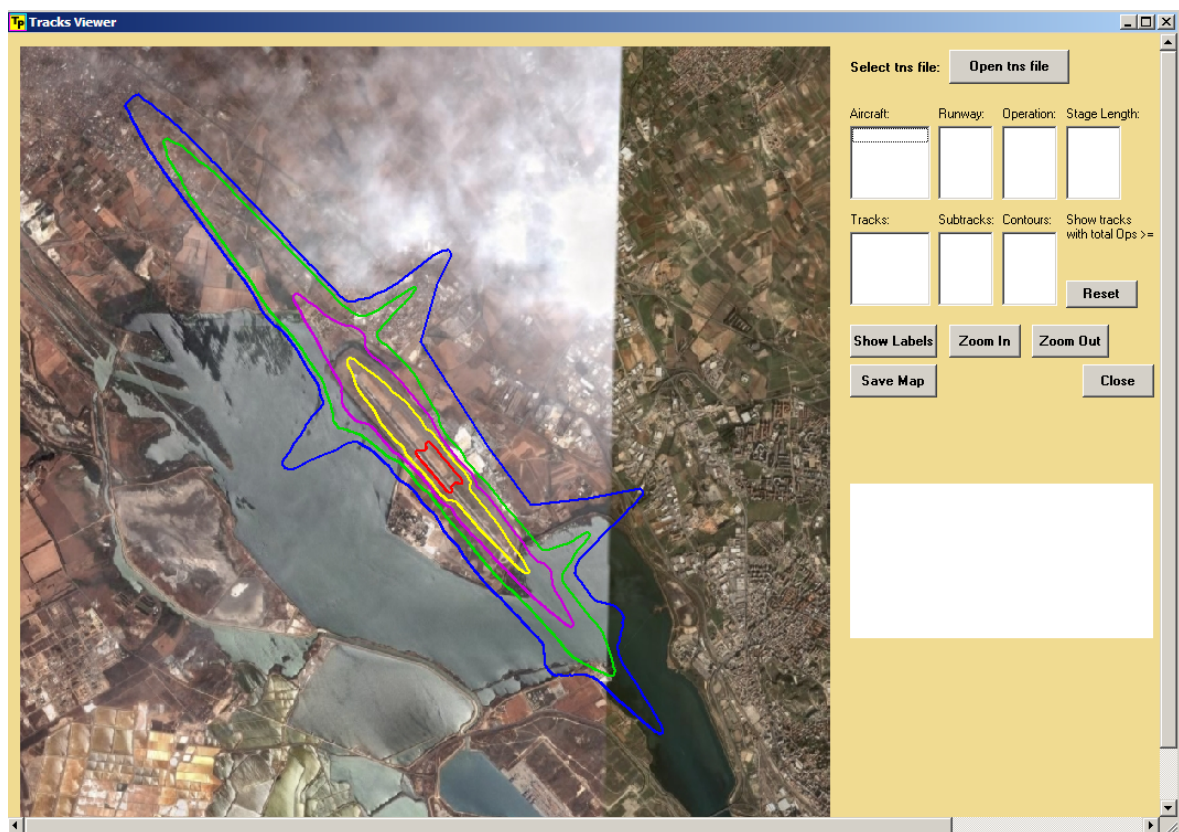 TP Tracks Viewer
Select tns file: Open tns file
Aircraft: Runway: Operation: Stage Length:
Tracks: Subtracks: Contours: Show tracks
with total Ops >=
Reset
Show Labels Zoom In Zoom Out
Save Map Close